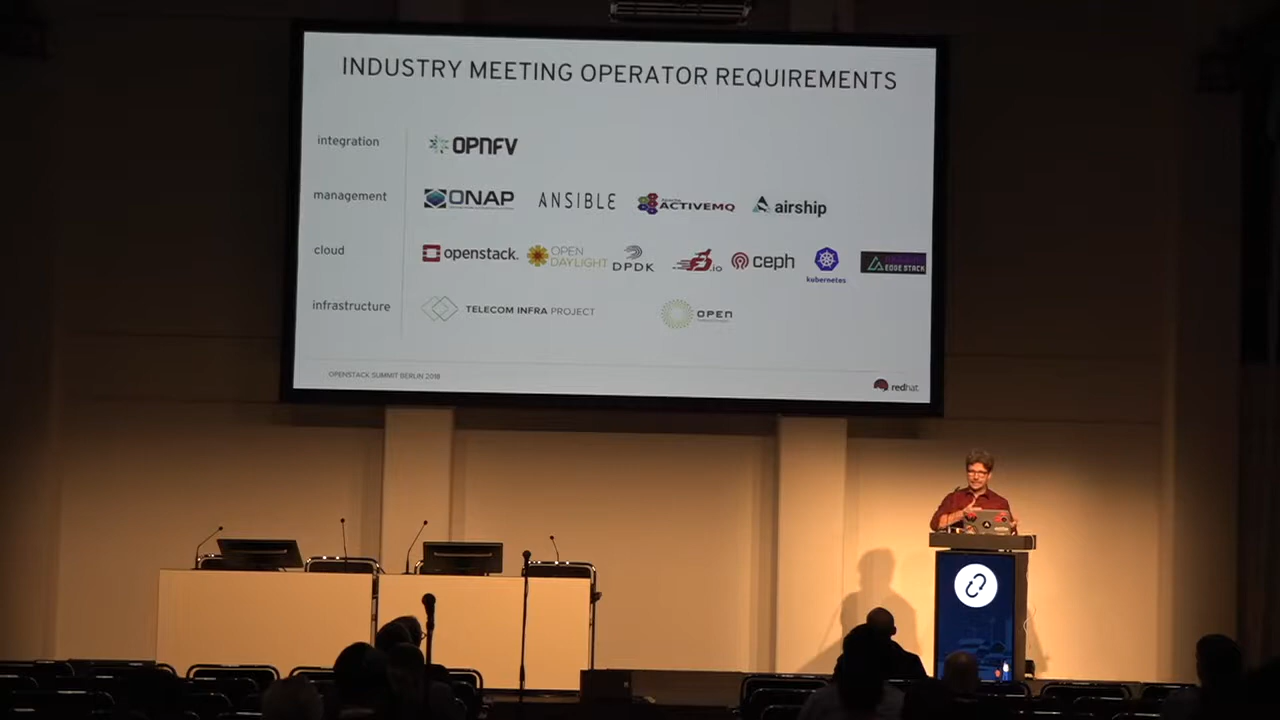 INDUSTRY MEETING OPERATOR REQUIREMENTS
integration
OPNFV
management
ONAP ANSIBLE ACTIVEMQ airship
cloud
openstack. OPEN DAYLIGHT DPDK .io ceph kubernetes EDGE STACK
infrastructure
TELECOM INFRA PROJECT OPEN
OPENSTACK SUMMIT BERLIN 2018
redhat